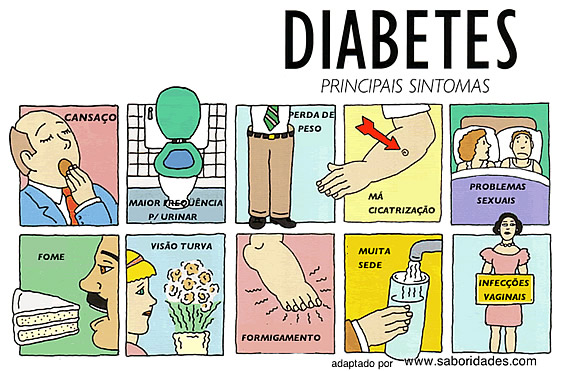 DIABETES
PRINCIPAIS SINTOMAS
CANSAÇO
MAIOR FREQÜÊNCIA
P/ URINAR
PERDA DE
PESO
MÁ
CICATRIZAÇÃO
PROBLEMAS
SEXUAIS
FOME
VISÃO TURVA
FORMIGAMENTO
MUITA
SEDE
INFECÇÕES
VAGINAIS
adaptado por www.saboridades.com